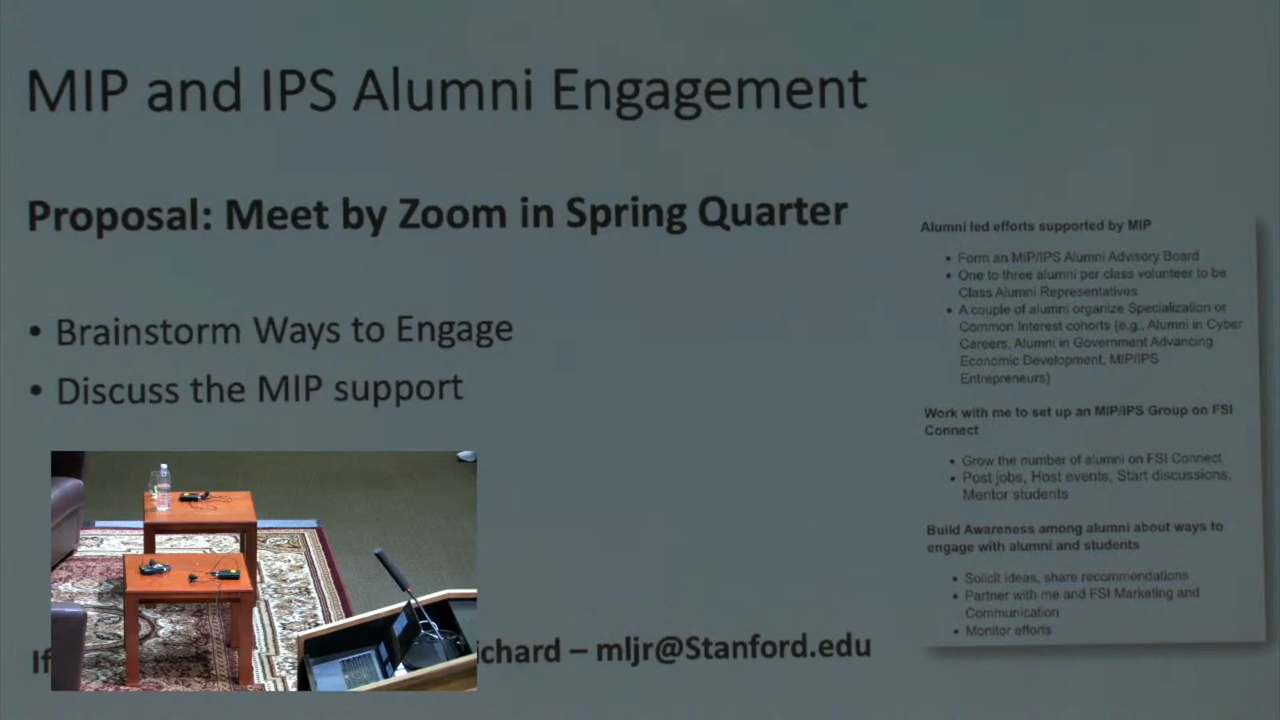 MIP and IPS Alumni Engagement
Proposal: Meet by Zoom in Spring Quarter
• Brainstorm Ways to Engage
• Discuss the MIP support
If
ichard – mljr@Stanford.edu
Alumni led efforts supported by MIP
• Form an MIP/IPS Alumni Advisory Board
• One to three alumni per class volunteer to be
Class Alumni Representatives
• A couple of alumni organize Specialization or
Common Interest cohorts (e.g., Alumni in Cyber
Careers, Alumni in Government Advancing
Economic Development, MIP/IPS
Entrepreneurs)
Work with me to set up an MIP/IPS Group on FSI
Connect
• Grow the number of alumni on FSI Connect
• Post jobs, Host events, Start discussions,
Mentor students
Build Awareness among alumni about ways to
engage with alumni and students
• Solicit ideas, share recommendations
• Partner with me and FSI Marketing and
Communication
• Monitor efforts